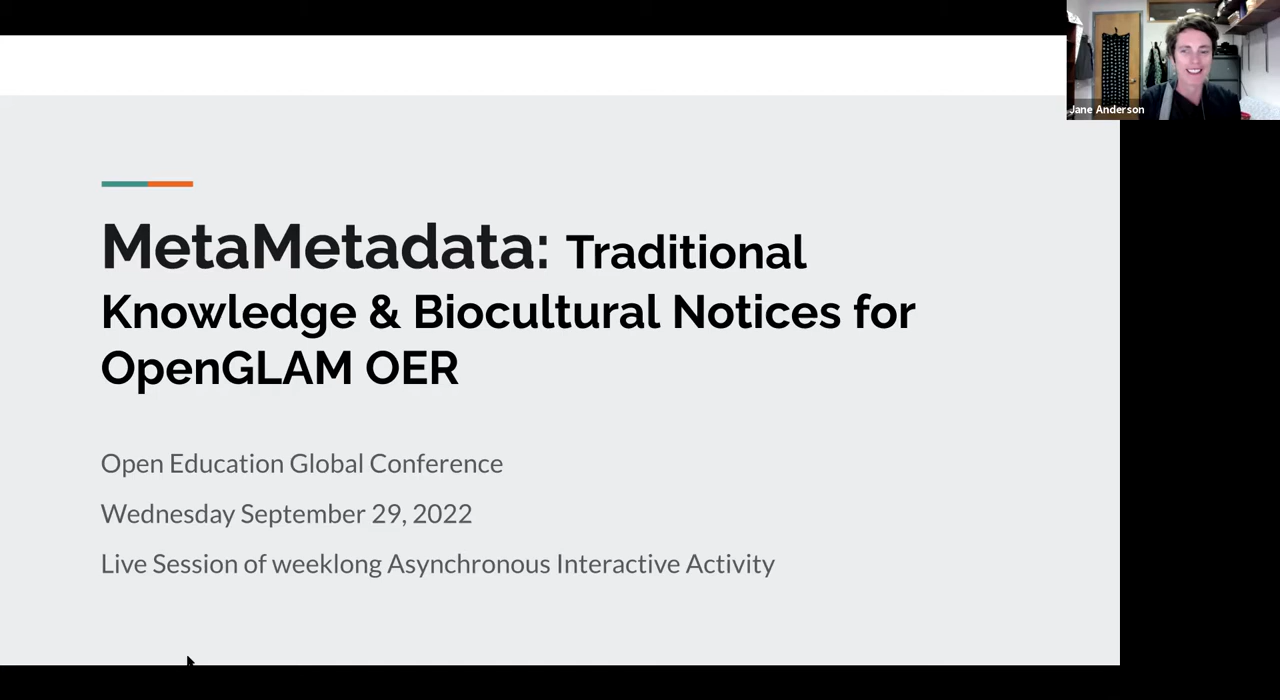 Jane Anderson
MetaMetadata: Traditional
Knowledge & Biocultural Notices for
OpenGLAM OER
Open Education Global Conference
Wednesday September 29, 2022
Live Session of weeklong Asynchronous Interactive Activity